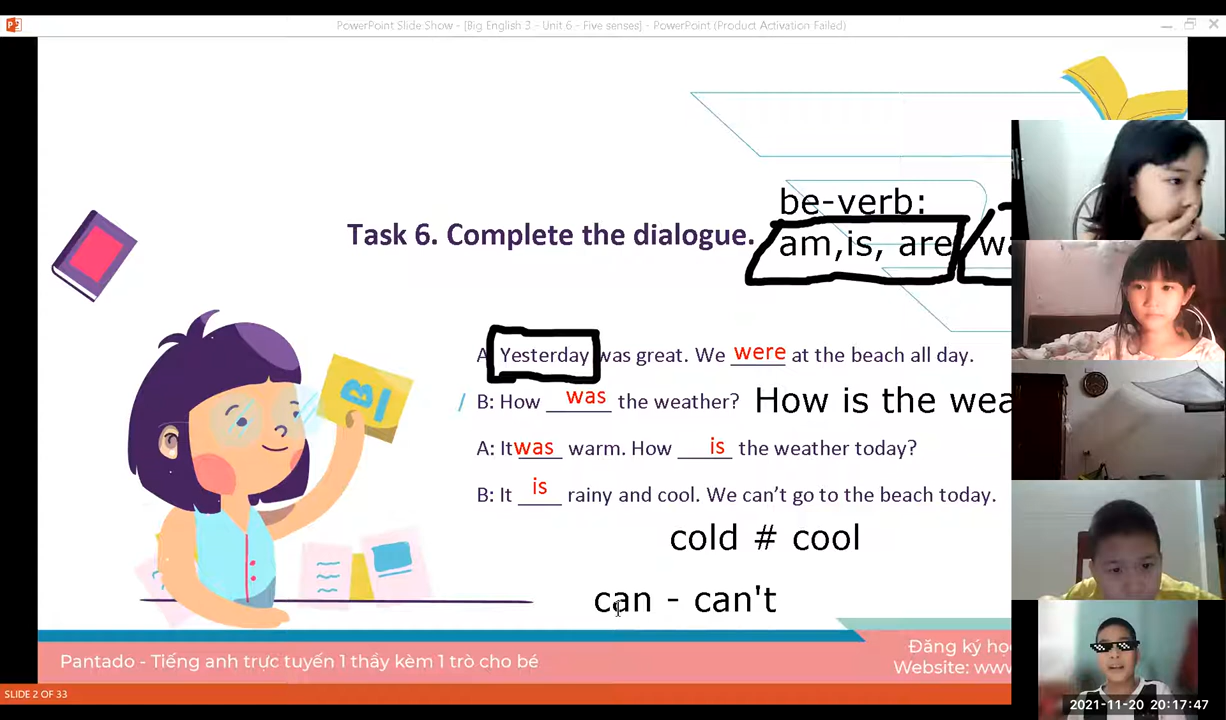 PowerPoint Slide Show - [Big English 3 - Unit 6 - Five senses] - PowerPoint (Product Activation Failed)
be-verb:
Task 6. Complete the dialogue.
am,is, are
A Yesterday was great. We were at the beach all day.
B: How was the weather? How is the wea
A: It was warm. How is the weather today?
B: It is rainy and cool. We can’t go to the beach today.
cold # cool
can - can't
Pantado - Tiếng anh trực tuyến 1 thầy kèm 1 trò cho bé
Đăng ký họ
Website: www
SLIDE 2 OF 33
2021-11-20 20:17:47